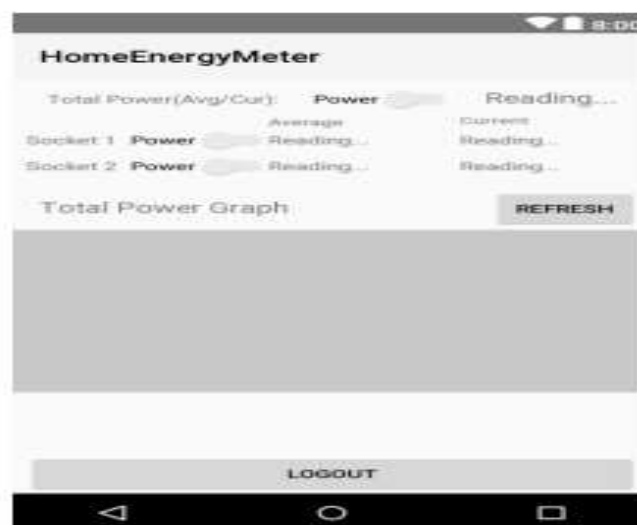 8:00
HomeEnergyMeter
Total Power(Avg/Cur): Power Reading...
Average Current
Socket 1 Power Reading... Reading...
Socket 2 Power Reading... Reading...
Total Power Graph REFRESH
LOGOUT